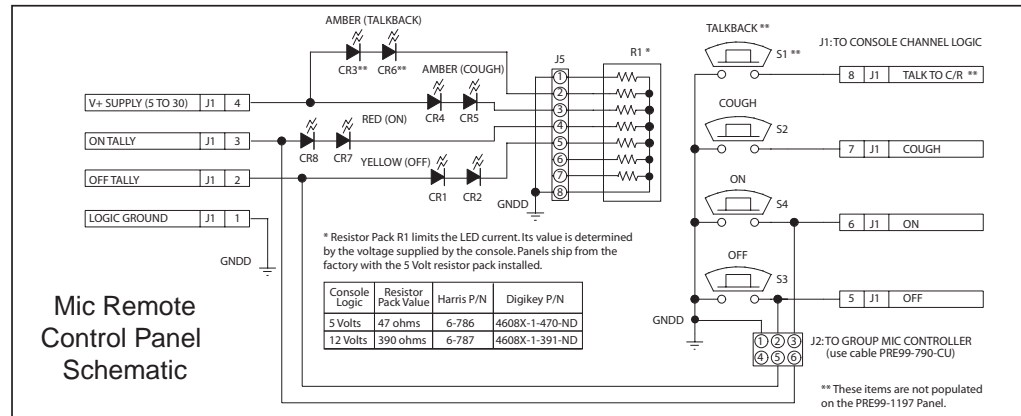 AMBER (TALKBACK)
CR3** CR6**
AMBER (COUGH)
CR4 CR5
V+ SUPPLY (5 TO 30) J1 4
RED (ON)
ON TALLY J1 3
CR8 CR7
YELLOW (OFF)
OFF TALLY J1 2
CR1 CR2
LOGIC GROUND J1 1
GNDD
J5
1
2
3
4
5
6
7
8
GNDD
R1 *
TALKBACK **
S1 **
J1: TO CONSOLE CHANNEL LOGIC
8 J1 TALK TO C/R **
COUGH
S2
7 J1 COUGH
ON
S4
6 J1 ON
OFF
S3
5 J1 OFF
GNDD
1 2 3
4 5 6
J2: TO GROUP MIC CONTROLLER
(use cable PRE99-790-CU)
** These items are not populated
on the PRE99-1197 Panel.
* Resistor Pack R1 limits the LED current. Its value is determined
by the voltage supplied by the console. Panels ship from the
factory with the 5 Volt resistor pack installed.
Console Logic Resistor Pack Value Harris P/N Digikey P/N
5 Volts 47 ohms 6-786 4608X-1-470-ND
12 Volts 390 ohms 6-787 4608X-1-391-ND
Mic Remote
Control Panel
Schematic